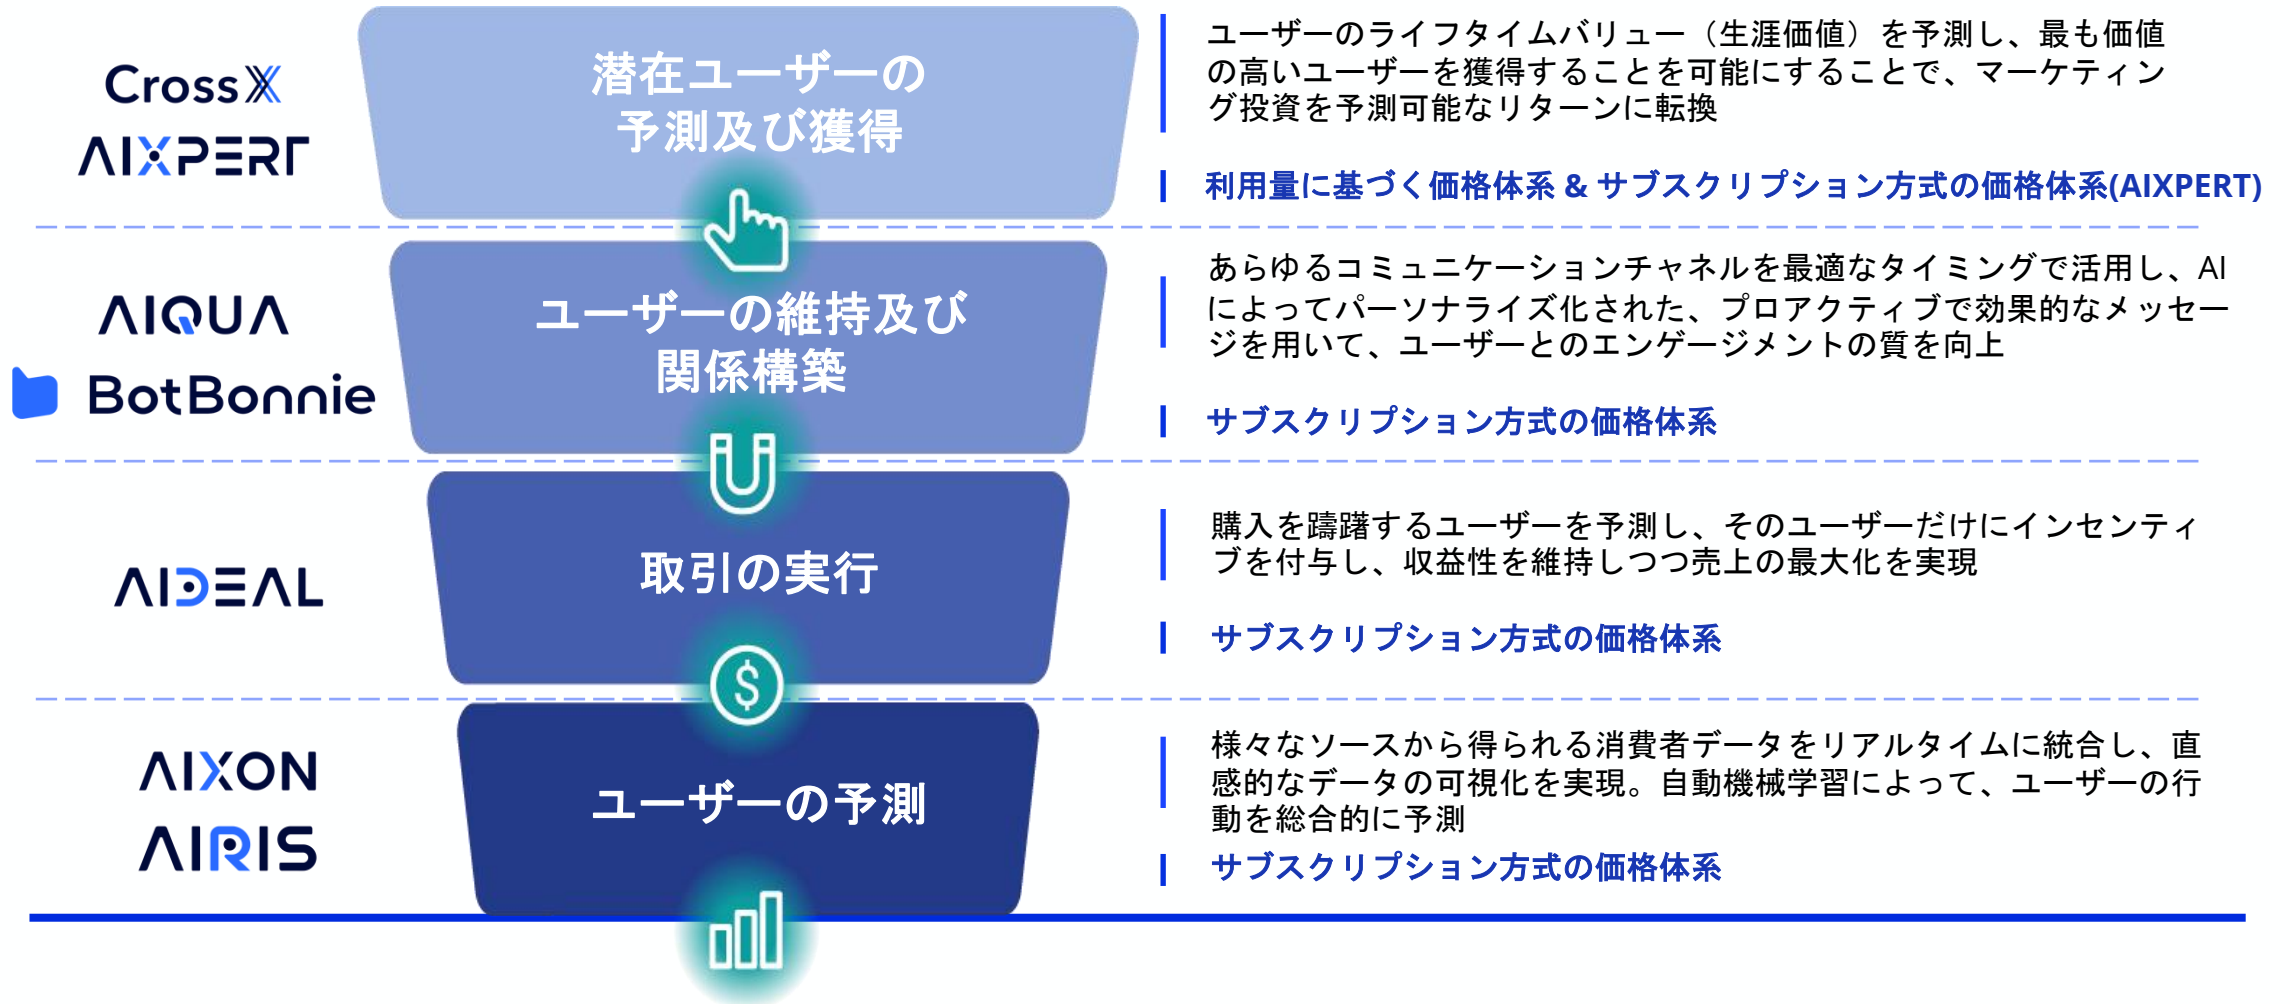 CrossX
AIXPERT
潜在ユーザーの
予測及び獲得
ユーザーのライフタイムバリュー（生涯価値）を予測し、最も価値
の高いユーザーを獲得することを可能にすることで、マーケティン
グ投資を予測可能なリターンに転換
利用量に基づく価格体系 & サブスクリプション方式の価格体系(AIXPERT)
AIQUA
BotBonnie
ユーザーの維持及び
関係構築
あらゆるコミュニケーションチャネルを最適なタイミングで活用し、AI
によってパーソナライズ化された、プロアクティブで効果的なメッセー
ジを用いて、ユーザーとのエンゲージメントの質を向上
サブスクリプション方式の価格体系
AIDEAL
取引の実行
購入を躊躇するユーザーを予測し、そのユーザーだけにインセンティ
ブを付与し、収益性を維持しつつ売上の最大化を実現
サブスクリプション方式の価格体系
$
AIXON
AIRIS
ユーザーの予測
様々なソースから得られる消費者データをリアルタイムに統合し、直
感的なデータの可視化を実現。自動機械学習によって、ユーザーの行
動を総合的に予測
サブスクリプション方式の価格体系